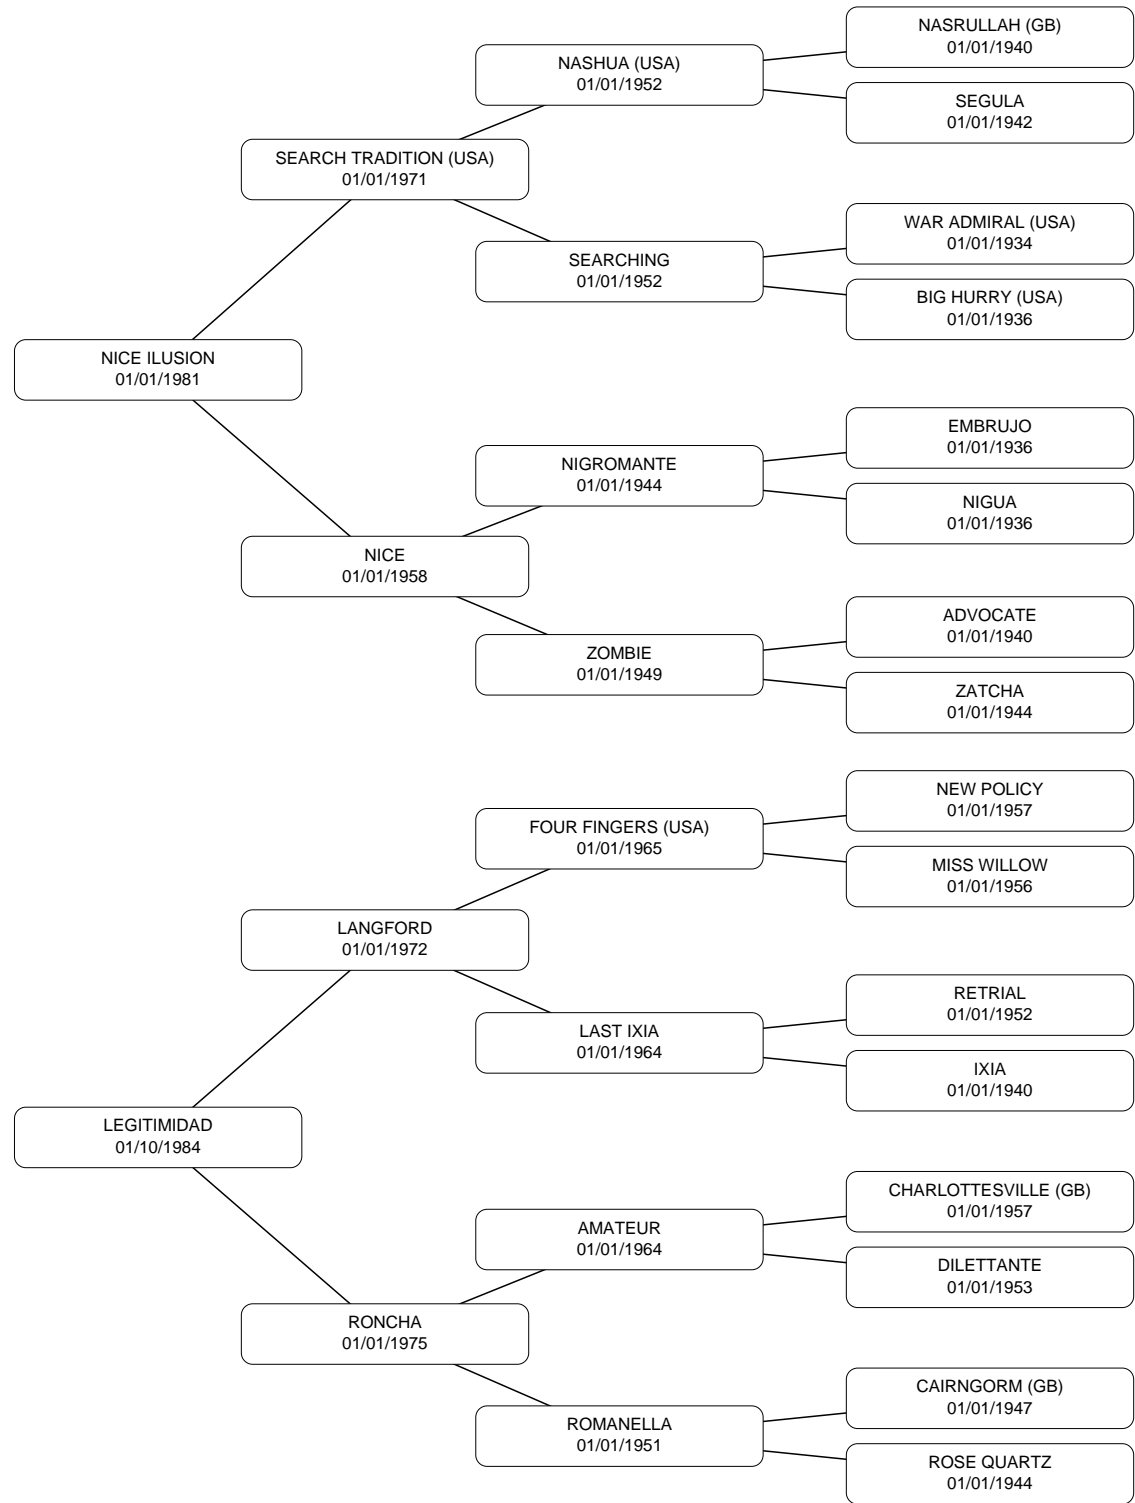 NASRULLAH (GB)
01/01/1940
NASHUA (USA)
01/01/1952
SEGULA
01/01/1942
SEARCH TRADITION (USA)
01/01/1971
WAR ADMIRAL (USA)
01/01/1934
SEARCHING
01/01/1952
BIG HURRY (USA)
01/01/1936
NICE ILUSION
01/01/1981
EMBRUJO
01/01/1936
NIGROMANTE
01/01/1944
NIGUA
01/01/1936
NICE
01/01/1958
ADVOCATE
01/01/1940
ZOMBIE
01/01/1949
ZATCHA
01/01/1944
NEW POLICY
01/01/1957
FOUR FINGERS (USA)
01/01/1965
MISS WILLOW
01/01/1956
LANGFORD
01/01/1972
RETRIAL
01/01/1952
LAST IXIA
01/01/1964
IXIA
01/01/1940
LEGITIMIDAD
01/10/1984
CHARLOTTESVILLE (GB)
01/01/1957
AMATEUR
01/01/1964
DILETTANTE
01/01/1953
RONCHA
01/01/1975
CAIRNGORM (GB)
01/01/1947
ROMANELLA
01/01/1951
ROSE QUARTZ
01/01/1944